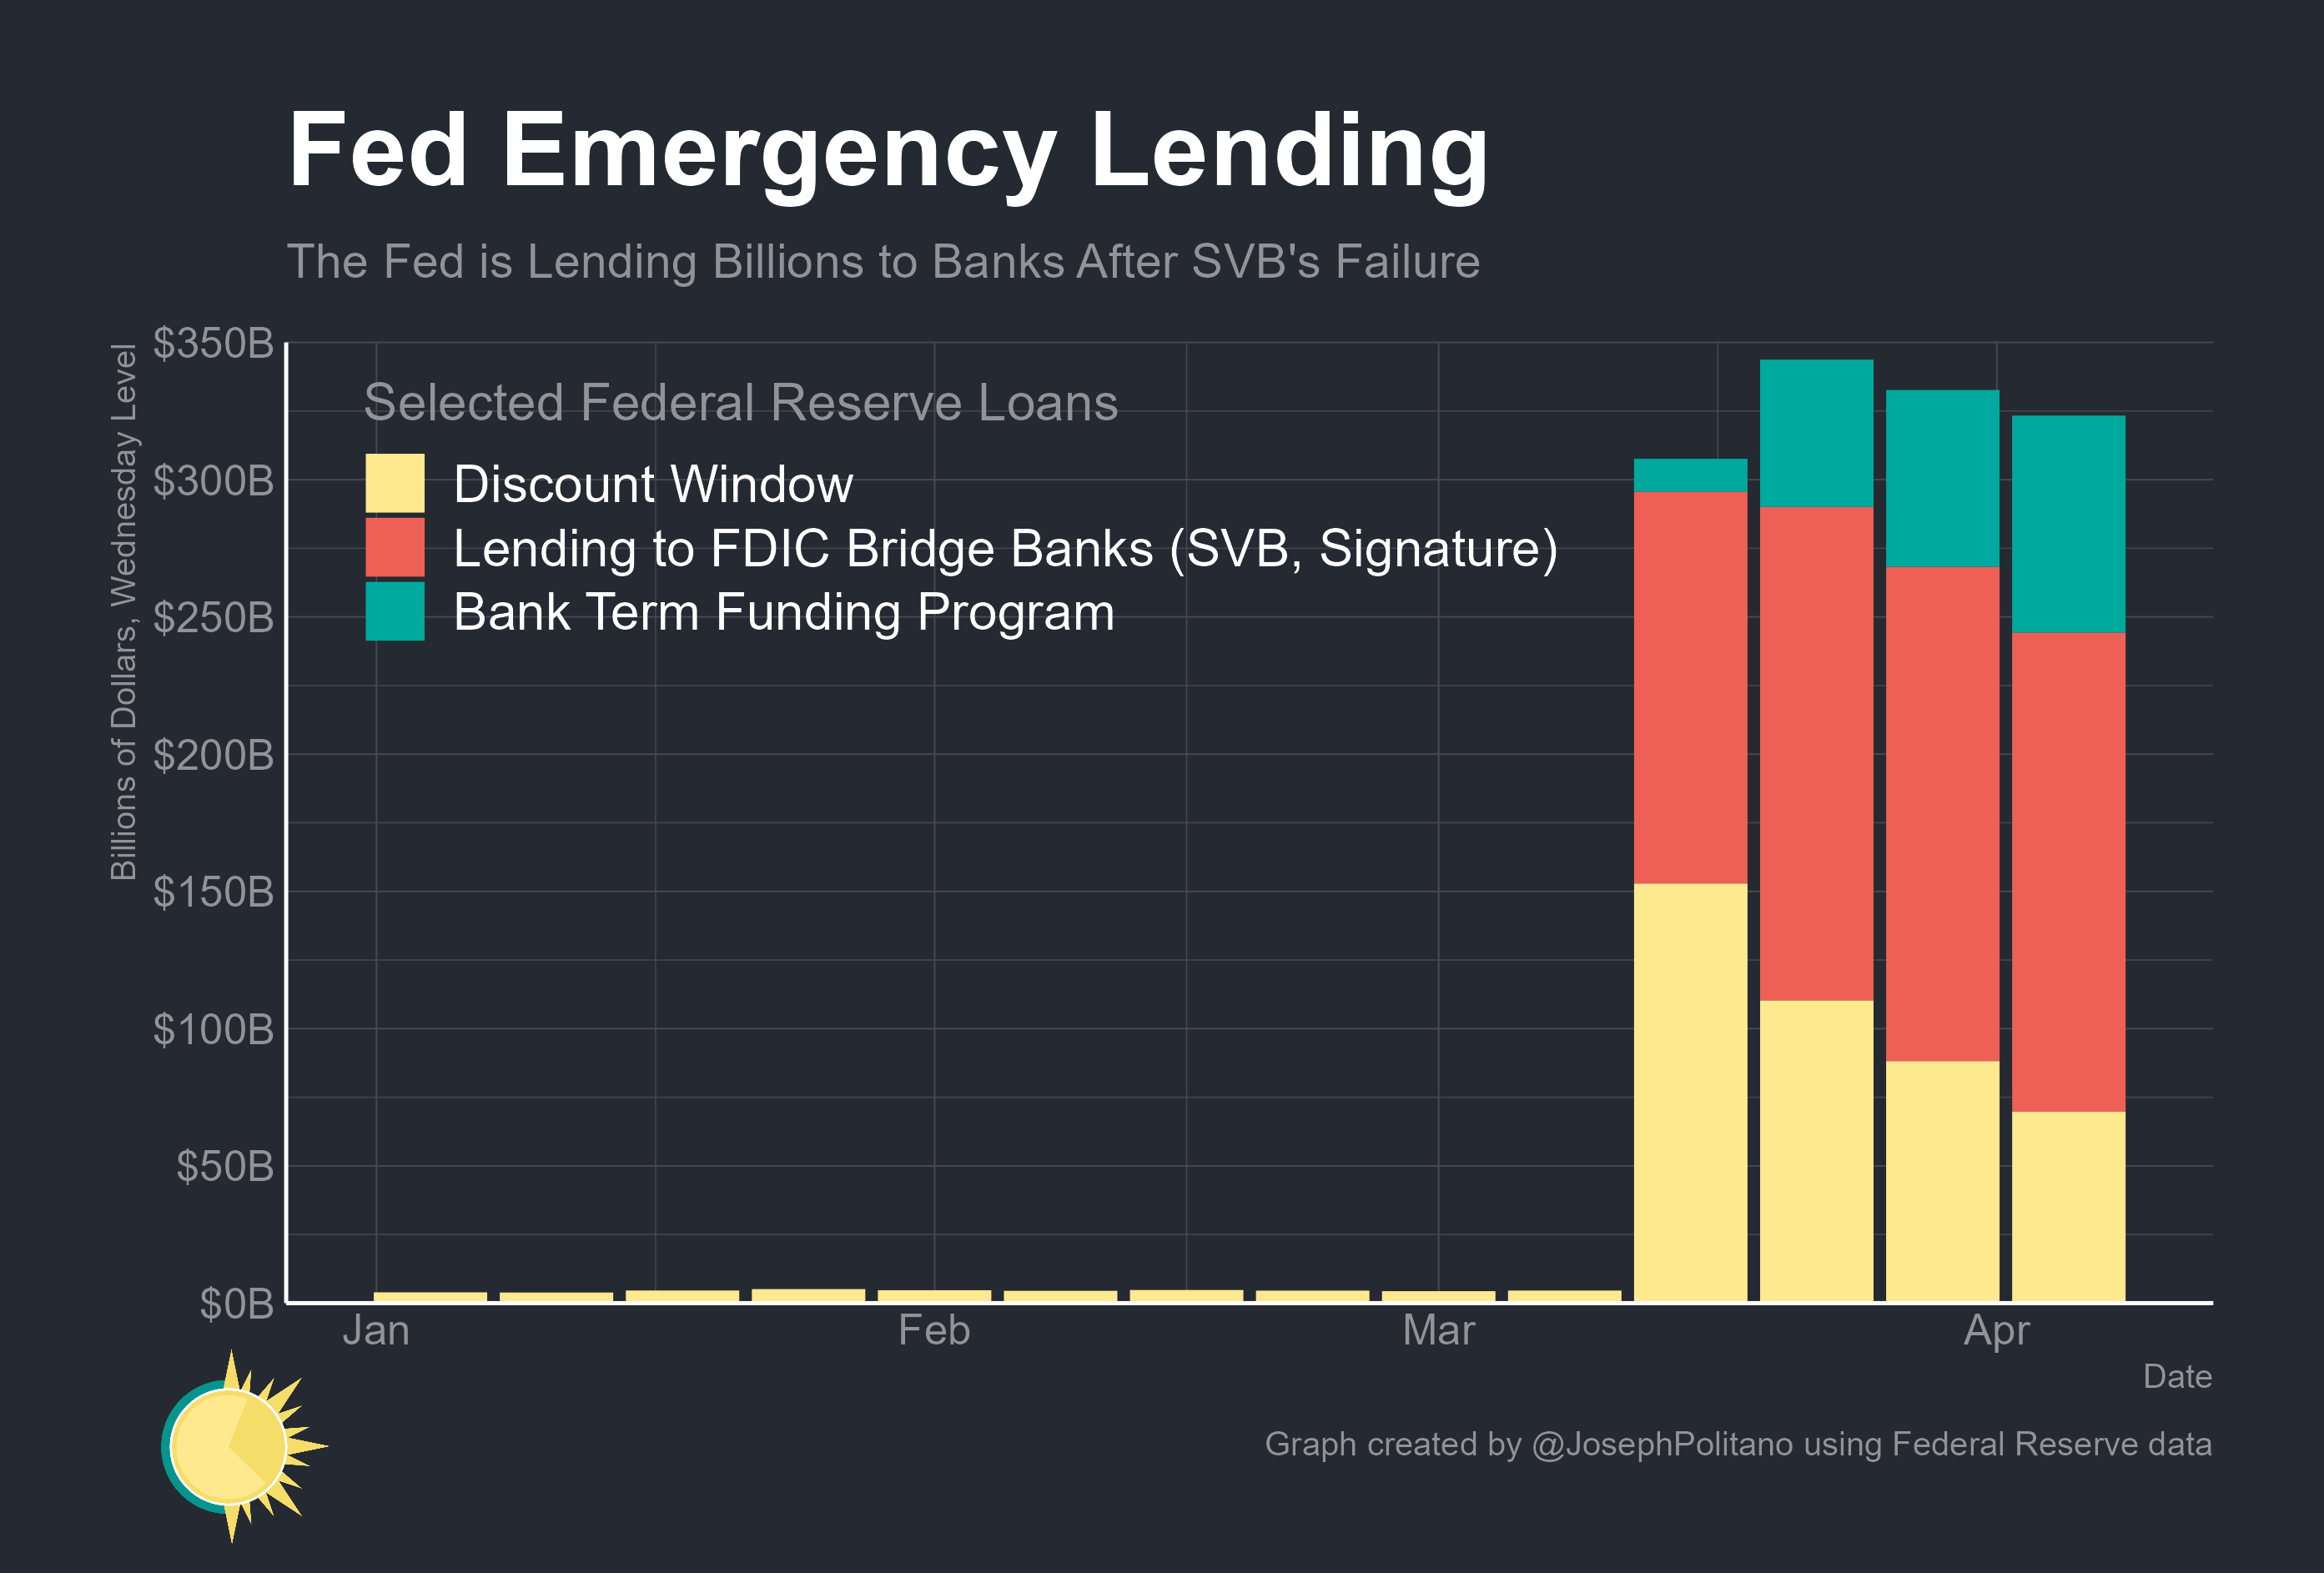 Fed Emergency Lending
The Fed is Lending Billions to Banks After SVB's Failure
Billions of Dollars, Wednesday Level
$350B
$300B
$250B
$200B
$150B
$100B
$50B
$0B
Selected Federal Reserve Loans
Discount Window
Lending to FDIC Bridge Banks (SVB, Signature)
Bank Term Funding Program
Jan Feb Mar Apr
Date
Graph created by @JosephPolitano using Federal Reserve data